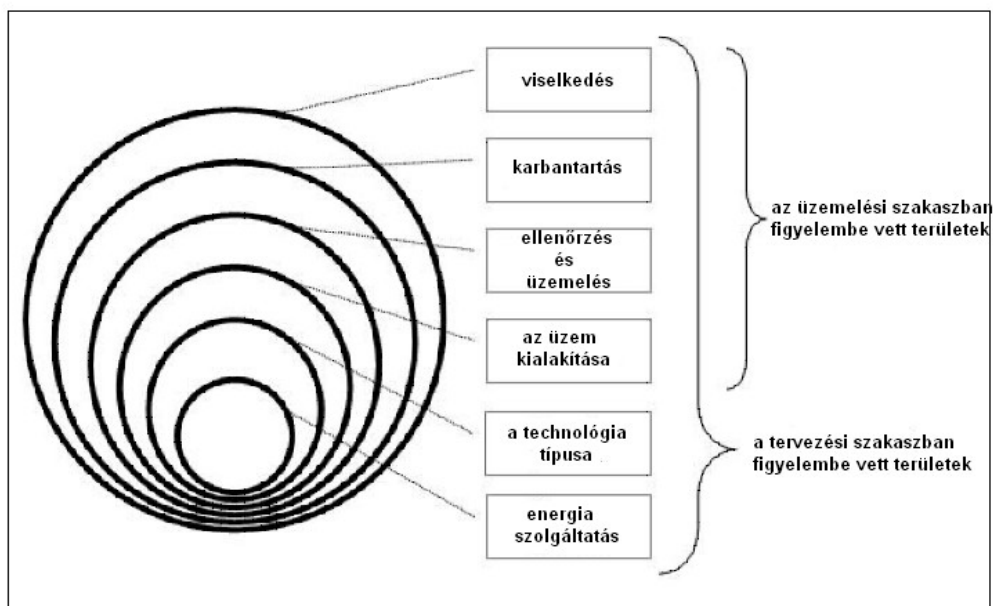 viselkedés
karbantartás
ellenőrzés
és
üzemelés
az üzem
kialakítása
a technológia
típusa
energia
szolgáltatás
az üzemelési szakaszban
figyelembe vett területek
a tervezési szakaszban
figyelembe vett területek